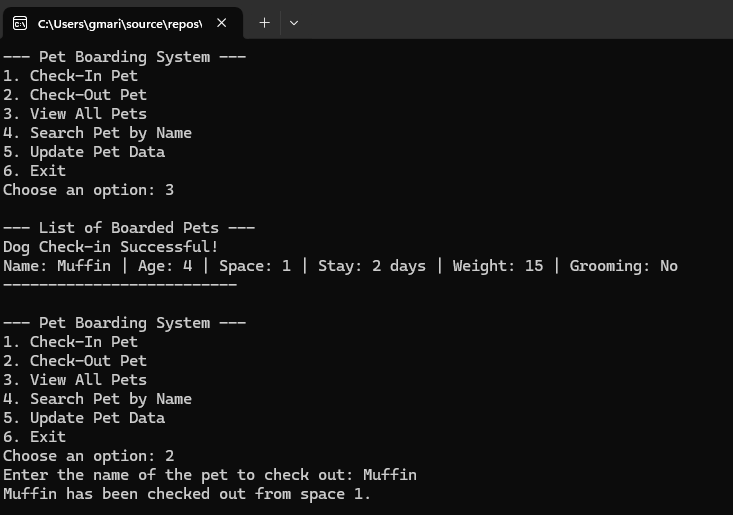 C:\Users\gmari\source\repos\
--- Pet Boarding System ---
1. Check-In Pet
2. Check-Out Pet
3. View All Pets
4. Search Pet by Name
5. Update Pet Data
6. Exit
Choose an option: 3
--- List of Boarded Pets ---
Dog Check-in Successful!
Name: Muffin | Age: 4 | Space: 1 | Stay: 2 days | Weight: 15 | Grooming: No
--------------------------
--- Pet Boarding System ---
1. Check-In Pet
2. Check-Out Pet
3. View All Pets
4. Search Pet by Name
5. Update Pet Data
6. Exit
Choose an option: 2
Enter the name of the pet to check out: Muffin
Muffin has been checked out from space 1.